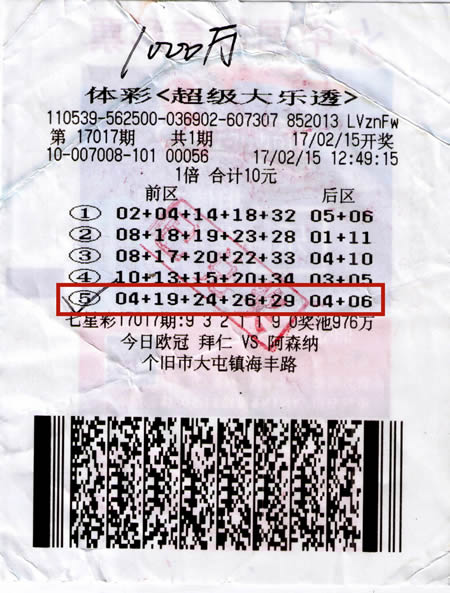 1000万
体彩<超级大乐透>
110539-562500-036902-607307 852013 LVznFw
第 17017期 共1期 17/02/15开奖
10-007008-101 00056 17/02/15 12:49:15
1倍 合计10元
前区 后区
① 02+04+14+18+32 05+06
② 08+18+19+23+28 01+11
③ 08+17+20+22+33 04+10
④ 10+13+15+20+34 03+05
⑤ 04+19+24+26+29 04+06
七星彩17017期:9 3 2 1 9 0奖池976万
今日欧冠 拜仁 VS 阿森纳
个旧市大屯镇海丰路